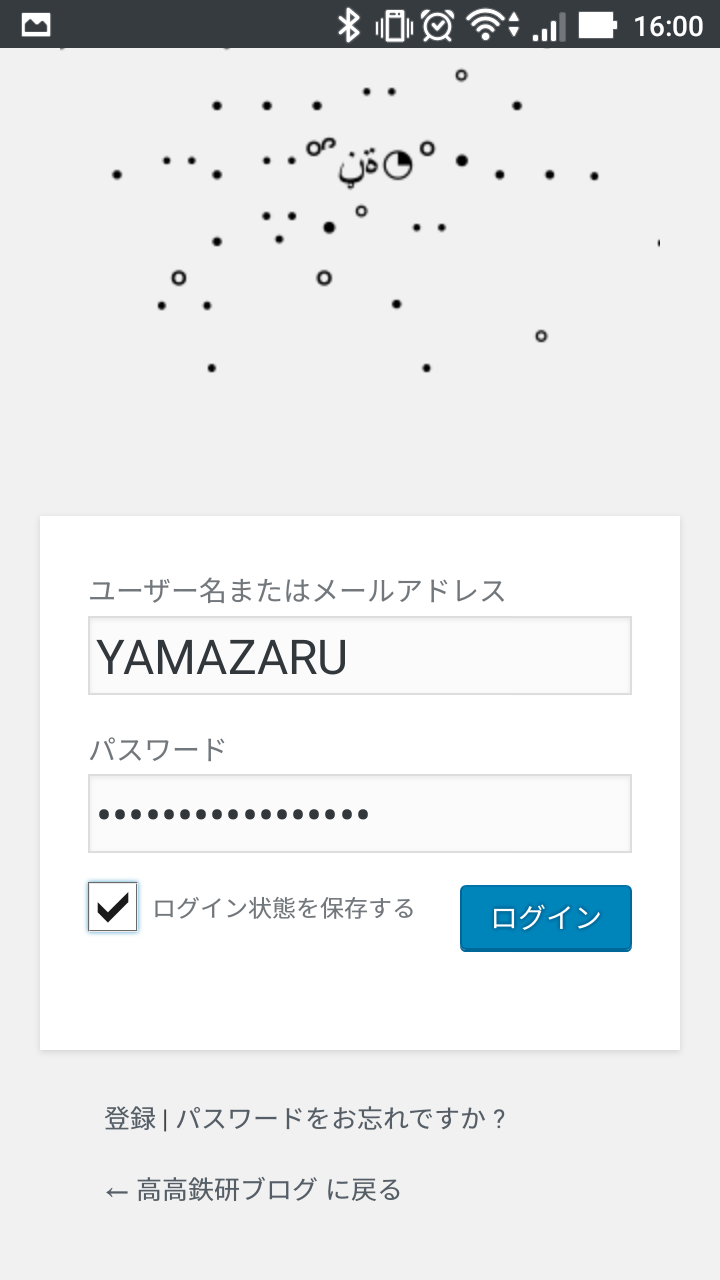 16:00
ユーザー名またはメールアドレス
YAMAZARU
パスワード
•••••••••••••••••
ログイン状態を保存する
ログイン
登録 | パスワードをお忘れですか ?
← 高高鉄研ブログ に戻る